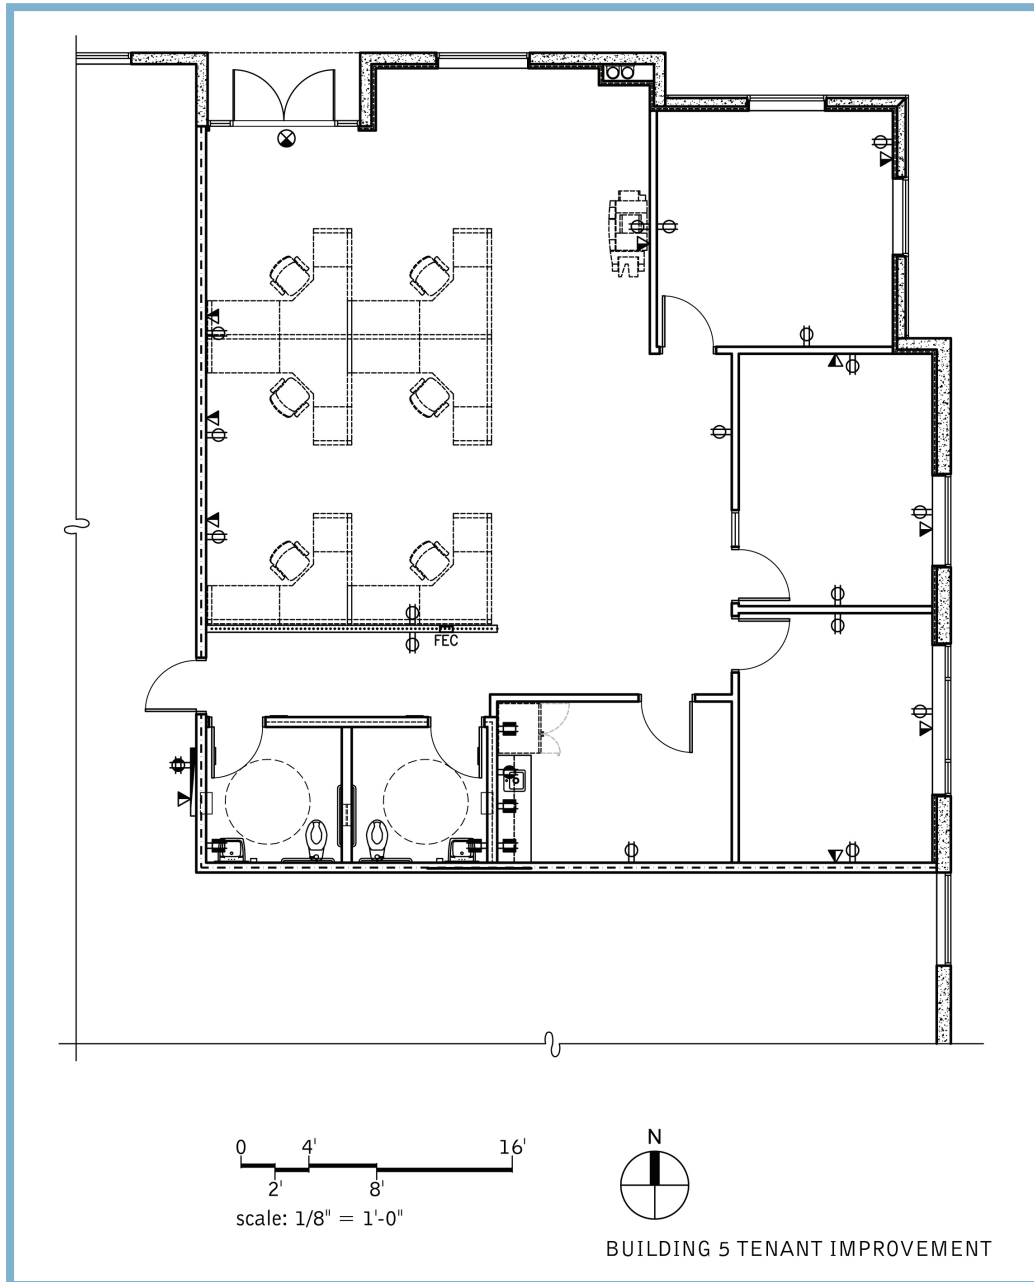 FEC
0 4' 16'
2' 8'
scale: 1/8" = 1'-0"
N
BUILDING 5 TENANT IMPROVEMENT